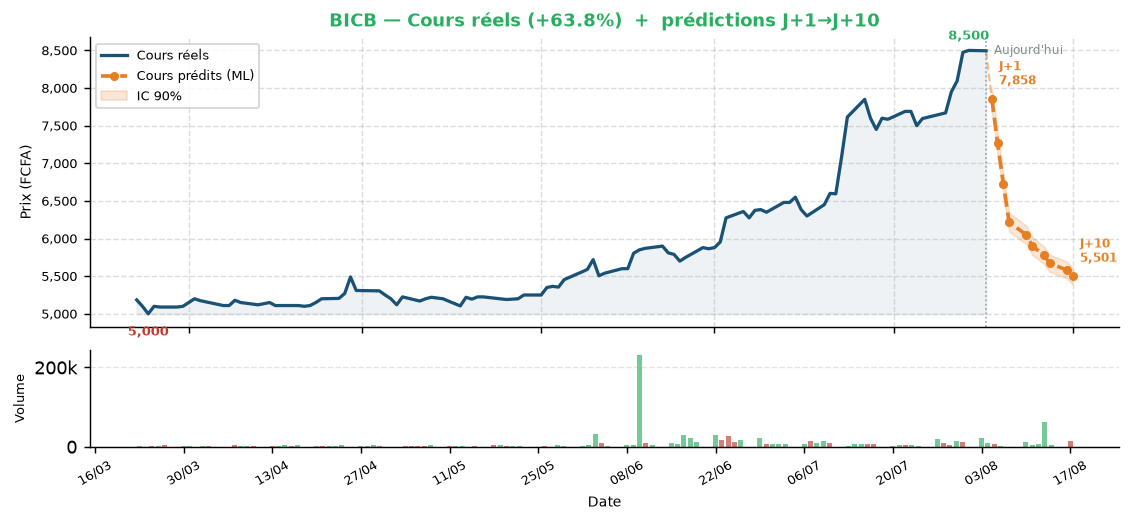 BICB — Cours réels (+63.8%)  +  prédictions J+1→J+10
Cours réels
Cours prédits (ML)
IC 90%
8,500
Aujourd'hui
J+1
7,858
J+10
5,501
5,000
Prix (FCFA)
8,500
8,000
7,500
7,000
6,500
6,000
5,500
5,000
Volume
200k
0
16/03
30/03
13/04
27/04
11/05
25/05
08/06
22/06
06/07
20/07
03/08
17/08
Date